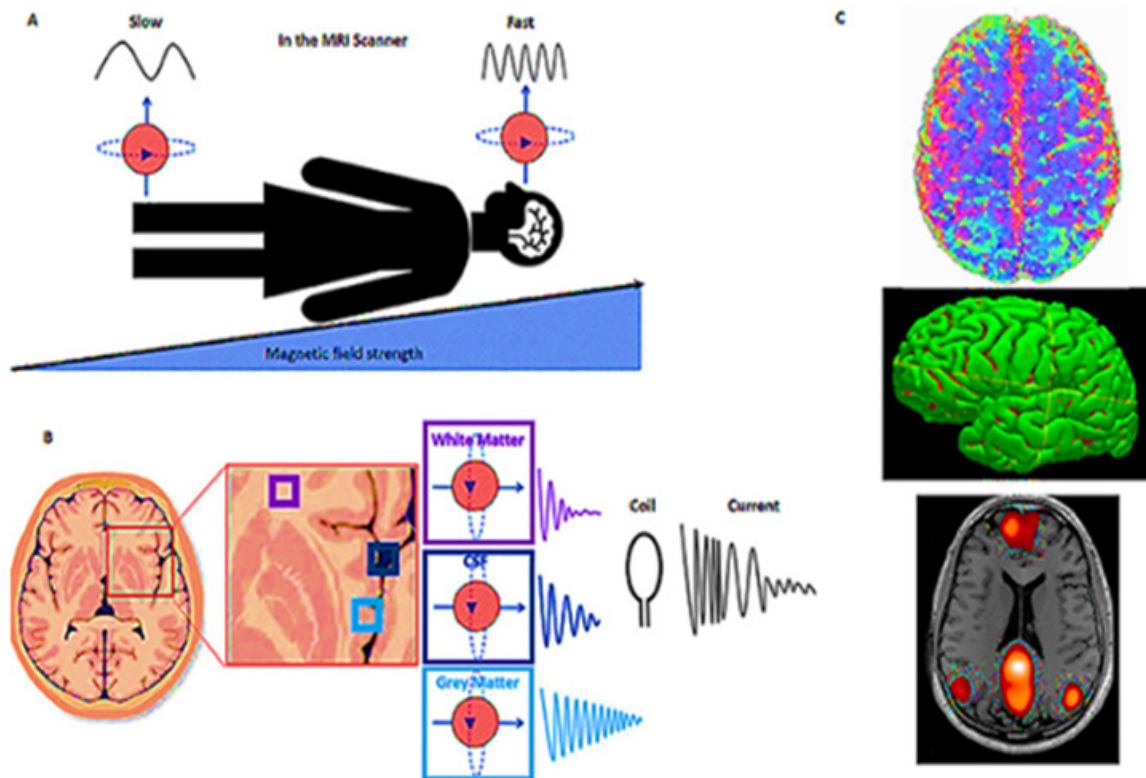 A
Slow
In the MRI Scanner
Fast
Magnetic field strength
B
White Matter
CSF
Grey Matter
Coil
Current
C